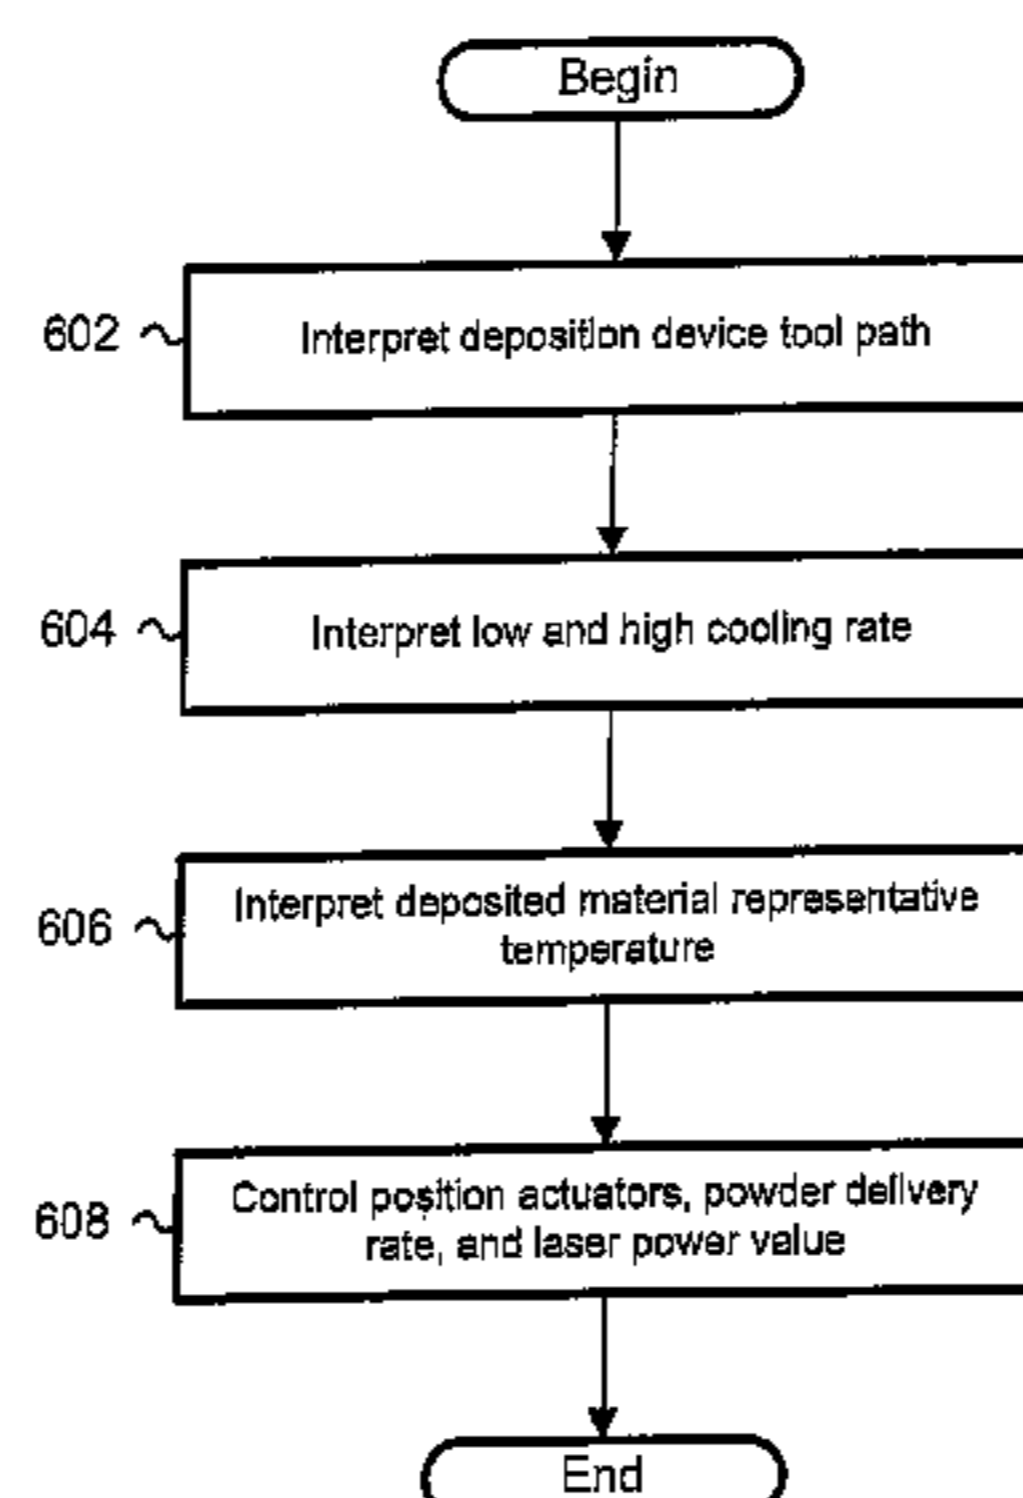 Begin
602
Interpret deposition device tool path
604
Interpret low and high cooling rate
606
Interpret deposited material representative
temperature
608
Control position actuators, powder delivery
rate, and laser power value
End